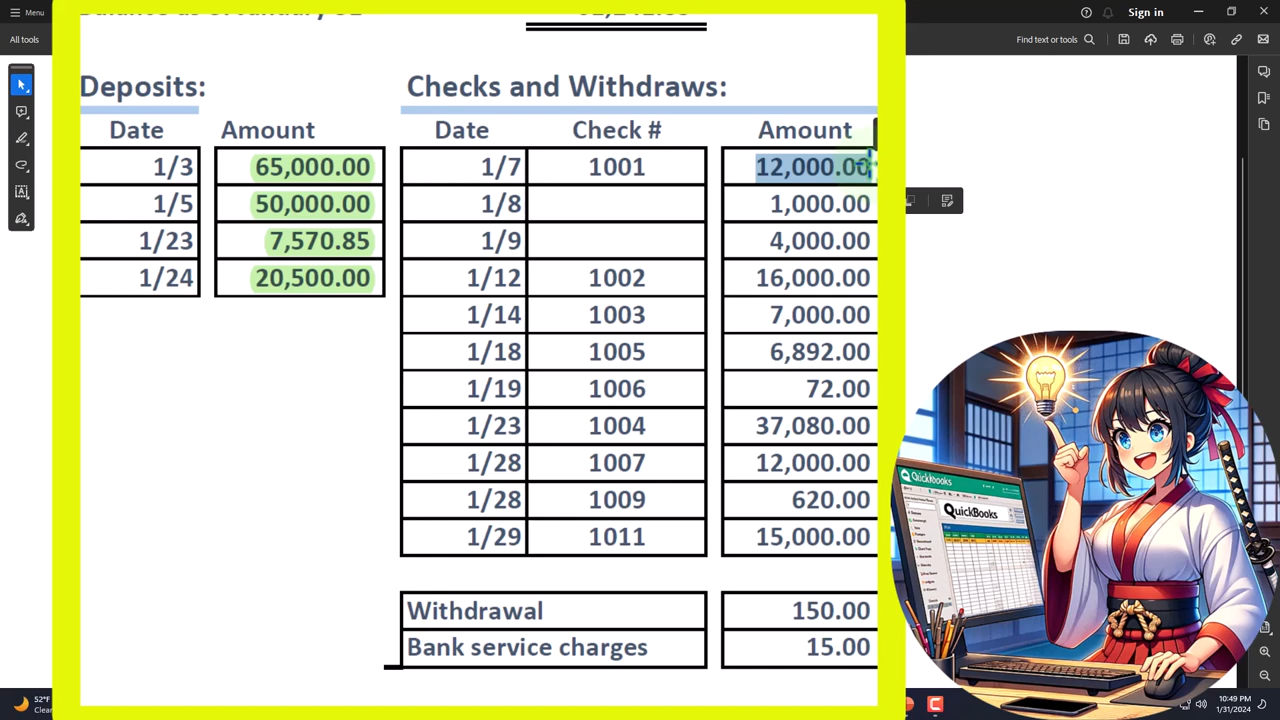 Menu
Sign in
All tools
Find text or tools
Deposits:
Checks and Withdraws:
Date Amount Date Check # Amount
1/3 65,000.00 1/7 1001 12,000.00
1/5 50,000.00 1/8 1,000.00
1/23 7,570.85 1/9 4,000.00
1/24 20,500.00 1/12 1002 16,000.00
1/14 1003 7,000.00
1/18 1005 6,892.00
1/19 1006 72.00
1/23 1004 37,080.00
1/28 1007 12,000.00
1/28 1009 620.00
1/29 1011 15,000.00
Withdrawal 150.00
Bank service charges 15.00
QuickBooks
QuickBooks
52°F
Clear
10:49 PM
1/31/2024